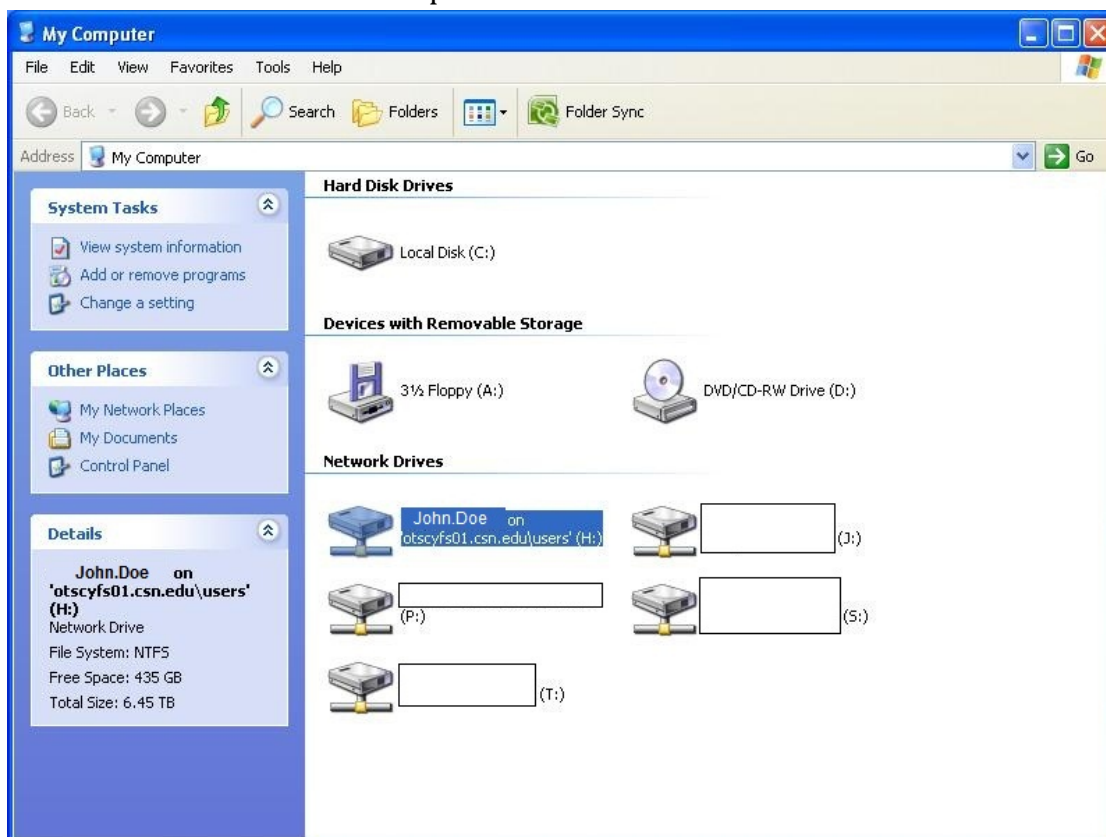 My Computer
File Edit View Favorites Tools Help
Back Search Folders Folder Sync
Address My Computer Go
System Tasks
View system information
Add or remove programs
Change a setting
Other Places
My Network Places
My Documents
Control Panel
Details
John.Doe on
'otscyfs01.csn.edu\users'
(H:)
Network Drive
File System: NTFS
Free Space: 435 GB
Total Size: 6.45 TB
Hard Disk Drives
Local Disk (C:)
Devices with Removable Storage
3½ Floppy (A:)
DVD/CD-RW Drive (D:)
Network Drives
John.Doe on
'otscyfs01.csn.edu\users' (H:)
(J:)
(P:)
(S:)
(T:)